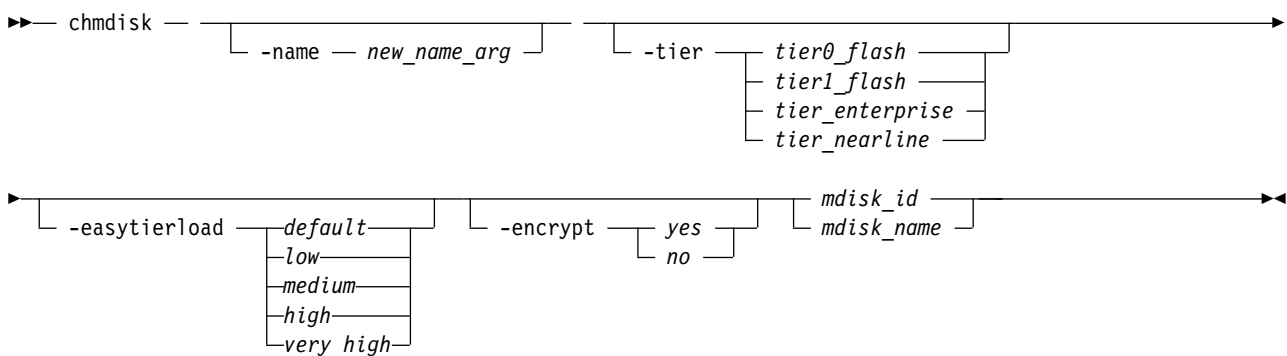 chmdisk
-name new_name_arg
-tier tier0_flash
tier1_flash
tier_enterprise
tier_nearline
-easytierload default
low
medium
high
very high
-encrypt yes
no
mdisk_id
mdisk_name